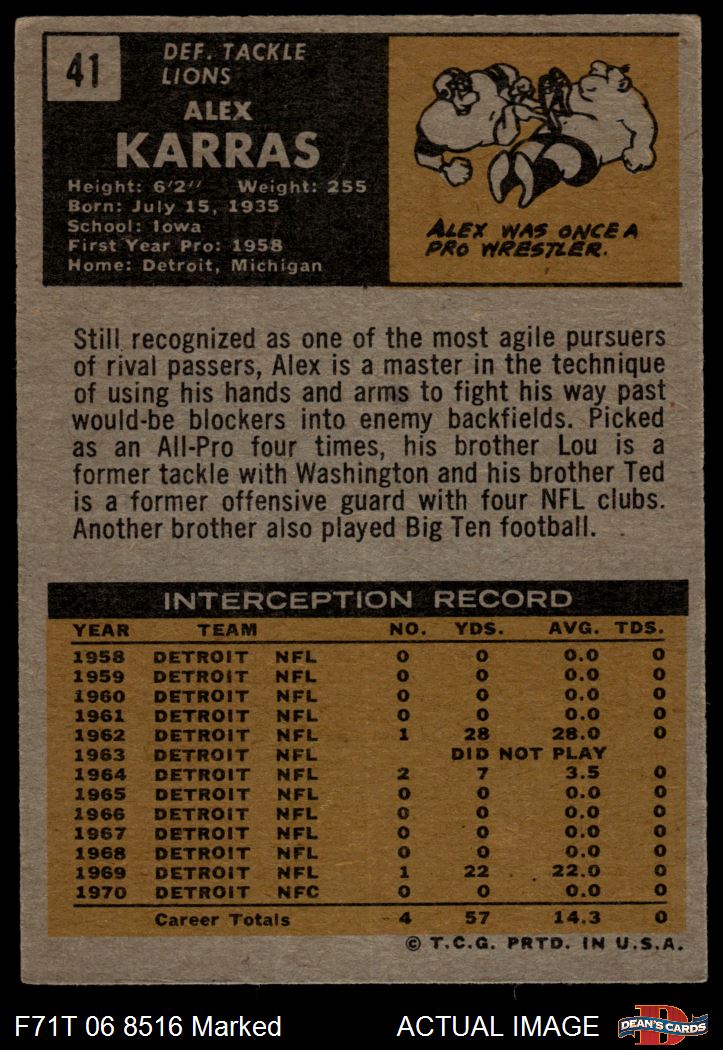 41
DEF. TACKLE
LIONS
ALEX
KARRAS
Height: 6'2" Weight: 255
Born: July 15, 1935
School: Iowa
First Year Pro: 1958
Home: Detroit, Michigan
ALEX WAS ONCE A
PRO WRESTLER.
Still recognized as one of the most agile pursuers
of rival passers, Alex is a master in the technique
of using his hands and arms to fight his way past
would-be blockers into enemy backfields. Picked
as an All-Pro four times, his brother Lou is a
former tackle with Washington and his brother Ted
is a former offensive guard with four NFL clubs.
Another brother also played Big Ten football.
INTERCEPTION RECORD
YEAR TEAM NO. YDS. AVG. TDS.
1958 DETROIT NFL 0 0 0.0 0
1959 DETROIT NFL 0 0 0.0 0
1960 DETROIT NFL 0 0 0.0 0
1961 DETROIT NFL 0 0 0.0 0
1962 DETROIT NFL 1 28 28.0 0
1963 DETROIT NFL DID NOT PLAY
1964 DETROIT NFL 2 7 3.5 0
1965 DETROIT NFL 0 0 0.0 0
1966 DETROIT NFL 0 0 0.0 0
1967 DETROIT NFL 0 0 0.0 0
1968 DETROIT NFL 0 0 0.0 0
1969 DETROIT NFL 1 22 22.0 0
1970 DETROIT NFC 0 0 0.0 0
Career Totals 4 57 14.3 0
© T.C.G. PRTD. IN U.S.A.
F71T 06 8516 Marked ACTUAL IMAGE
D
DEAN'S CARDS